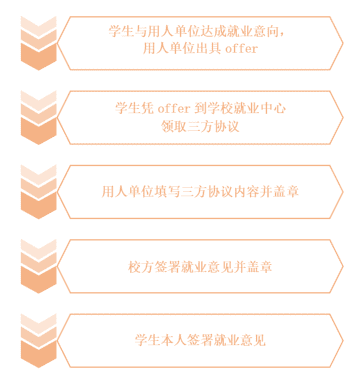 学生与用人单位达成就业意向，
用人单位出具 offer
学生凭 offer 到学校就业中心
领取三方协议
用人单位填写三方协议内容并盖章
校方签署就业意见并盖章
学生本人签署就业意见